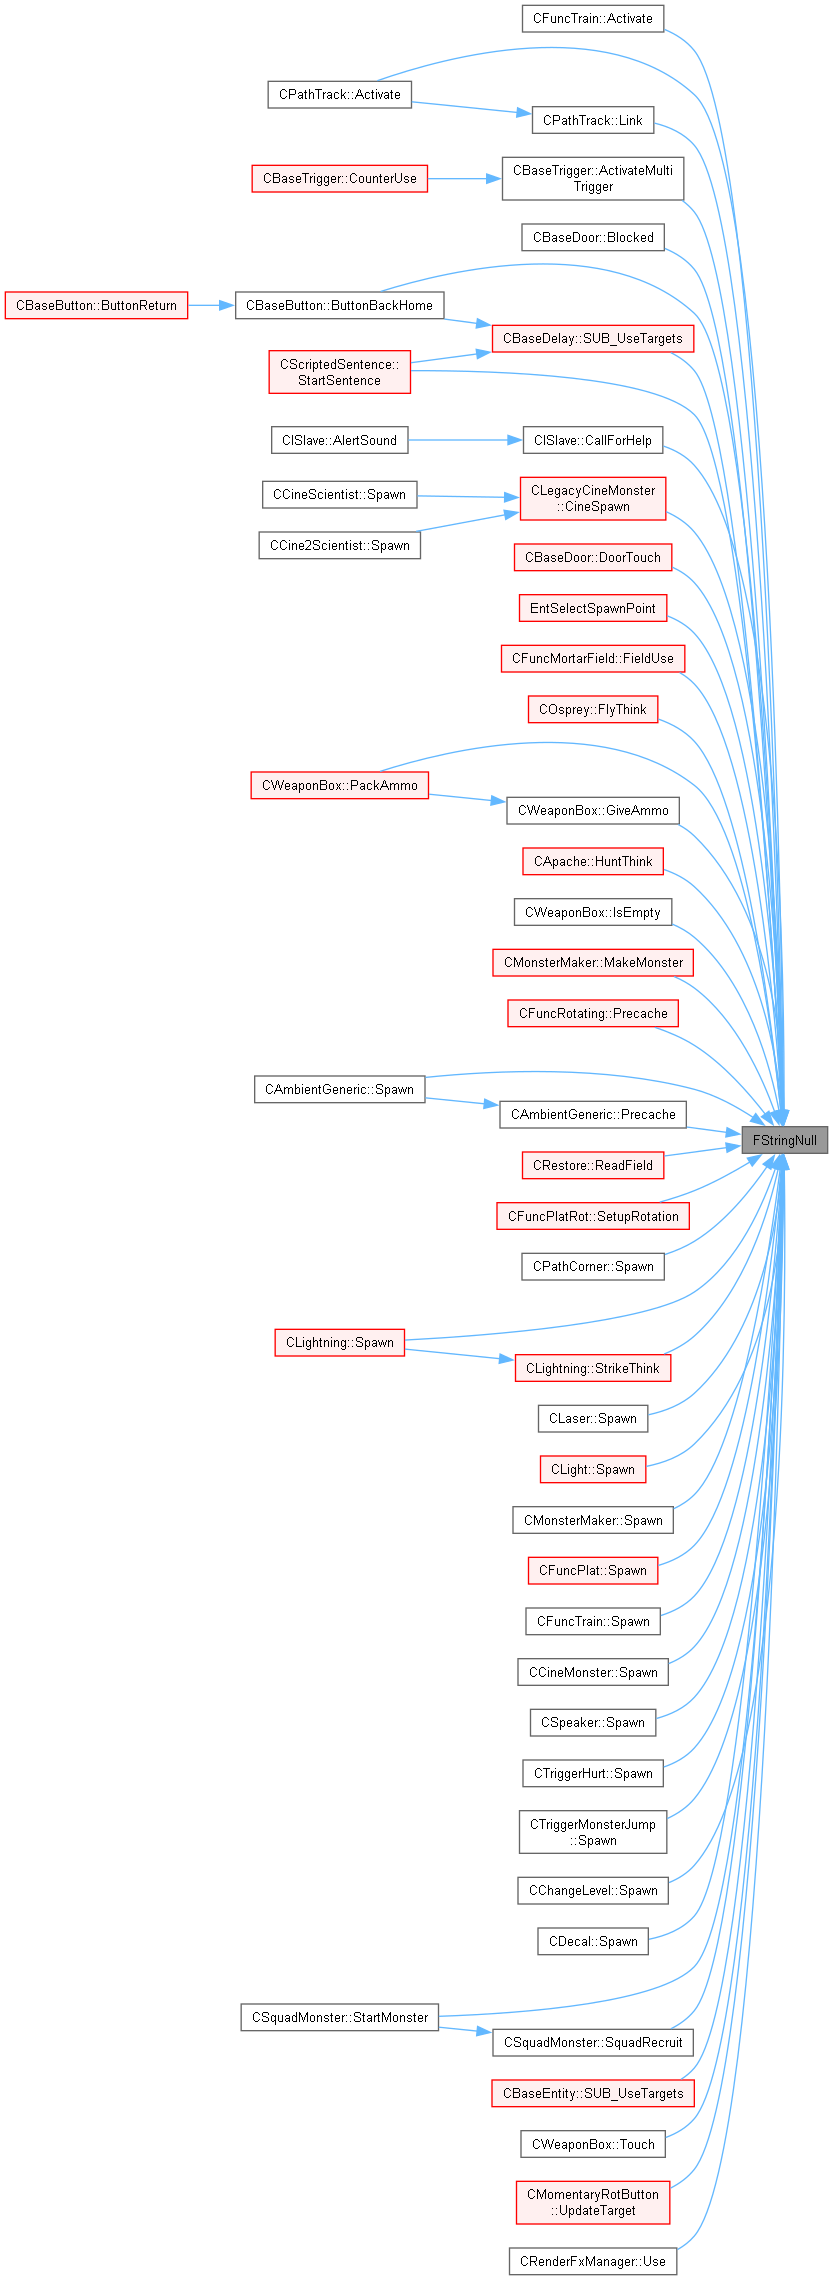 CFuncTrain::Activate
CPathTrack::Activate
CPathTrack::Link
CBaseTrigger::ActivateMulti
Trigger
CBaseTrigger::CounterUse
CBaseDoor::Blocked
CBaseButton::ButtonReturn
CBaseButton::ButtonBackHome
CBaseDelay::SUB_UseTargets
CScriptedSentence::
StartSentence
CISlave::AlertSound
CISlave::CallForHelp
CCineScientist::Spawn
CLegacyCineMonster
::CineSpawn
CCine2Scientist::Spawn
CBaseDoor::DoorTouch
EntSelectSpawnPoint
CFuncMortarField::FieldUse
COsprey::FlyThink
CWeaponBox::PackAmmo
CWeaponBox::GiveAmmo
CApache::HuntThink
CWeaponBox::IsEmpty
CMonsterMaker::MakeMonster
CFuncRotating::Precache
CAmbientGeneric::Spawn
CAmbientGeneric::Precache
FStringNull
CRestore::ReadField
CFuncPlatRot::SetupRotation
CPathCorner::Spawn
CLightning::Spawn
CLightning::StrikeThink
CLaser::Spawn
CLight::Spawn
CMonsterMaker::Spawn
CFuncPlat::Spawn
CFuncTrain::Spawn
CCineMonster::Spawn
CSpeaker::Spawn
CTriggerHurt::Spawn
CTriggerMonsterJump
::Spawn
CChangeLevel::Spawn
CDecal::Spawn
CSquadMonster::StartMonster
CSquadMonster::SquadRecruit
CBaseEntity::SUB_UseTargets
CWeaponBox::Touch
CMomentaryRotButton
::UpdateTarget
CRenderFxManager::Use